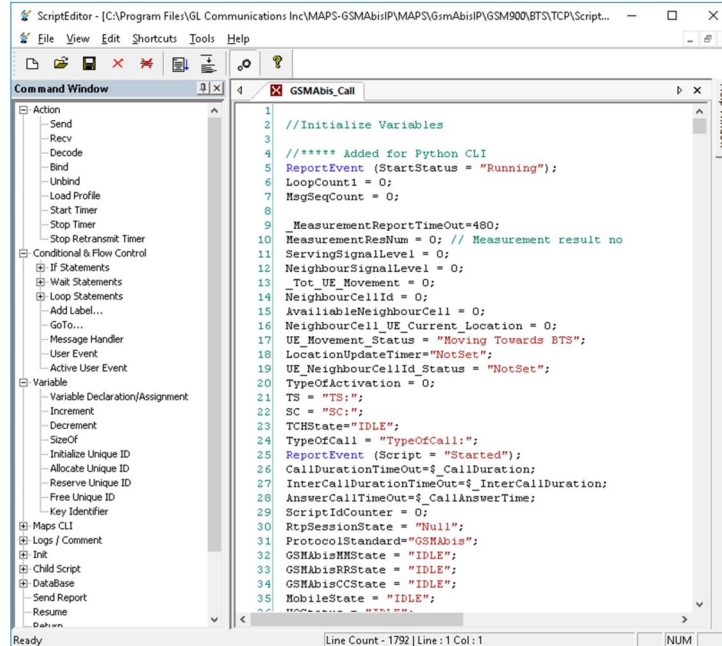 ScriptEditor - [C:\Program Files\GL Communications Inc\MAPS-GSMAbisIP\MAPS\GsmAbisIP\GSM900\BTS\TCP\Script...
File Edit View Edit Shortcuts Tools Help
Command Window
GSMAbis_Call
Action
Send
Recv
Decode
Bind
Unbind
Load Profile
Start Timer
Stop Timer
Stop Retransmit Timer
Conditional & Flow Control
If Statements
Wait Statements
Loop Statements
Add Label...
GoTo...
Message Handler
User Event
Active User Event
Variable
Variable Declaration/Assignment
Increment
Decrement
SizeOf
Initialize Unique ID
Allocate Unique ID
Reserve Unique ID
Free Unique ID
Key Identifier
Maps CLI
Logs / Comment
Init
Child Script
DataBase
Send Report
Resume
Return
1
2 //Initialize Variables
3
4 //***** Added for Python CLI
5 ReportEvent (StartStatus = "Running");
6 LoopCount1 = 0;
7 MsgSeqCount = 0;
8
9 _MeasurementReportTimeOut=480;
10 MeasurementResNum = 0; // Measurement result no
11 ServingSignalLevel = 0;
12 NeighbourSignalLevel = 0;
13 _Tot_UE_Movement = 0;
14 NeighbourCellId = 0;
15 AvailiableNeighbourCell = 0;
16 NeighbourCell_UE_Current_Location = 0;
17 UE_Movement_Status = "Moving Towards BTS";
18 LocationUpdateTimer="NotSet";
19 UE_NeighbourCellId_Status = "NotSet";
20 TypeOfActivation = 0;
21 TS = "TS:";
22 SC = "SC:";
23 TCHState="IDLE";
24 TypeOfCall = "TypeOfCall:";
25 ReportEvent (Script = "Started");
26 CallDurationTimeOut=$_CallDuration;
27 InterCallDurationTimeOut=$_InterCallDuration;
28 AnswerCallTimeOut=$_CallAnswerTime;
29 ScriptIdCounter = 0;
30 RtpSessionState = "Null";
31 ProtocolStandard="GSMAbis";
32 GSMAbisMMState = "IDLE";
33 GSMAbisRRState = "IDLE";
34 GSMAbisCCState = "IDLE";
35 MobileState = "IDLE";
Ready
Line Count - 1792 | Line : 1 Col : 1
NUM